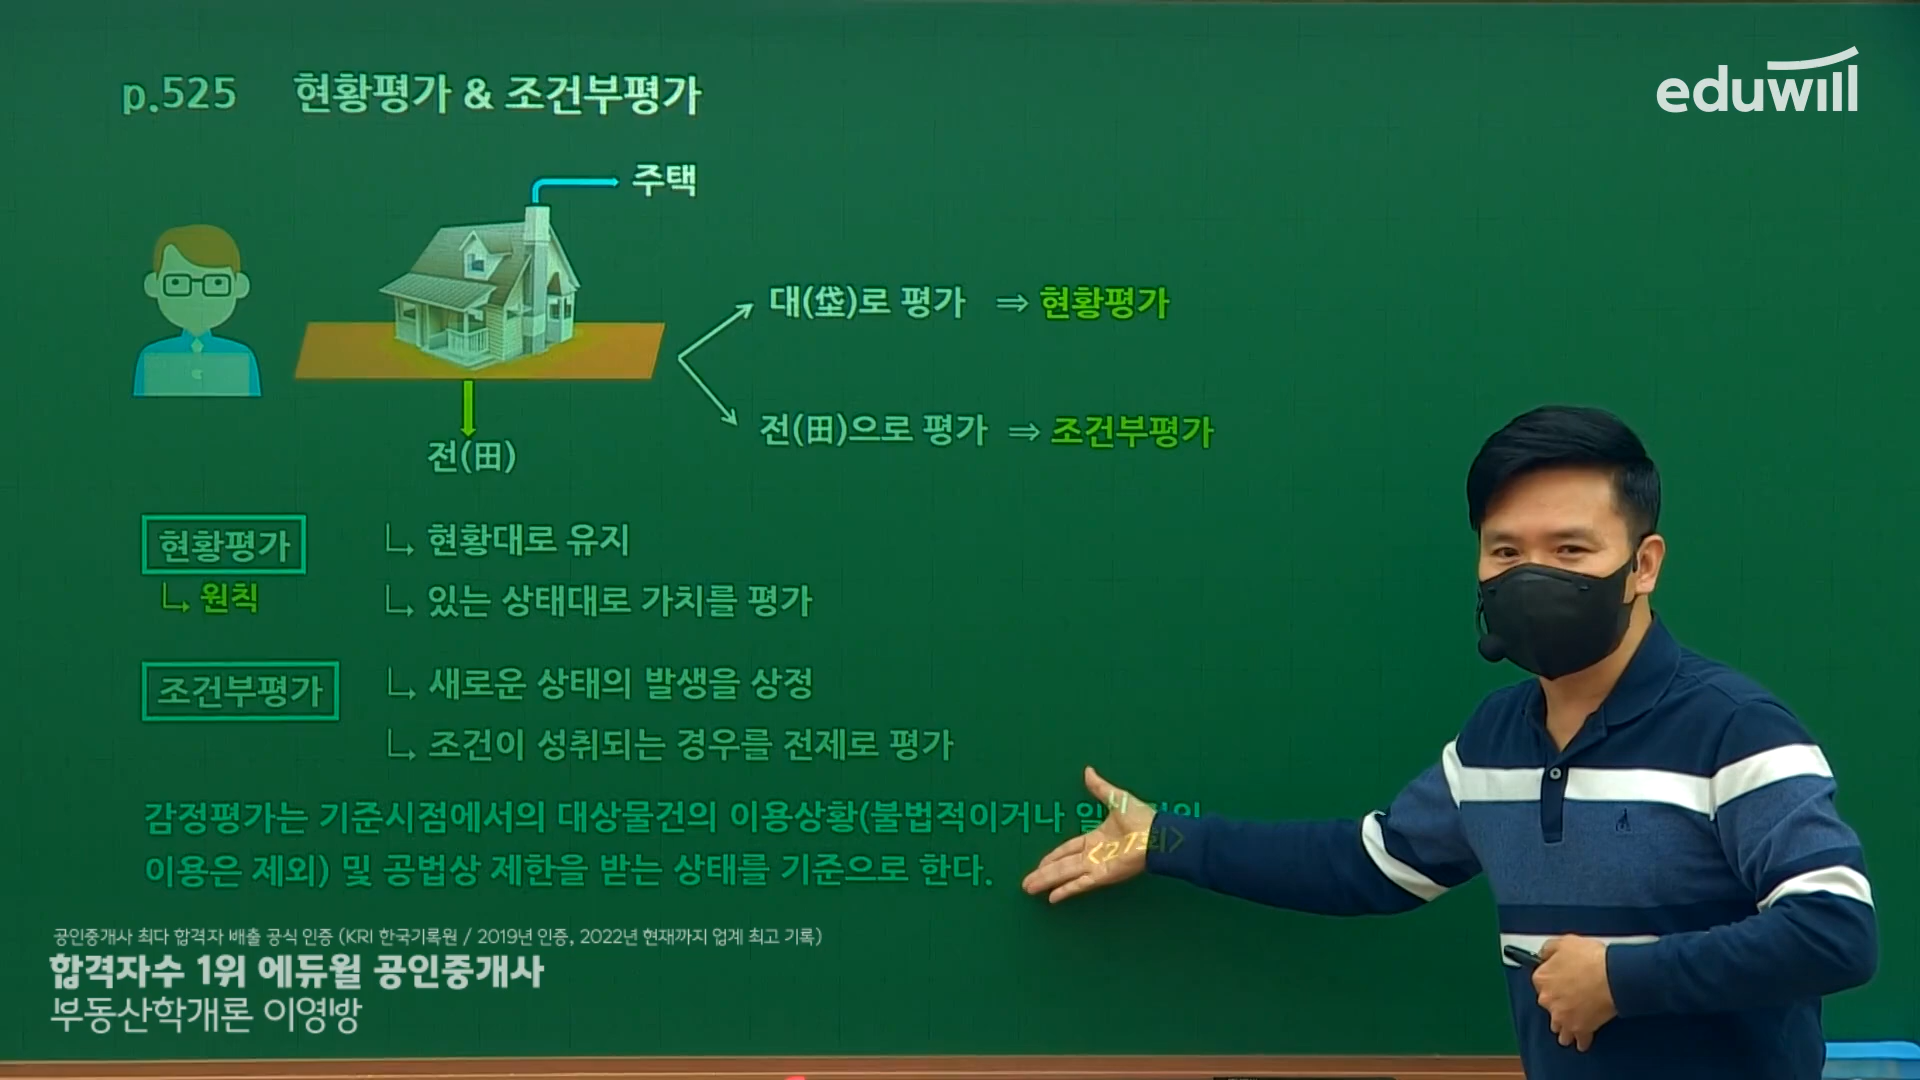 p.525 현황평가 & 조건부평가
eduwill
주택
대(垈)로 평가 ⇒ 현황평가
전(田)으로 평가 ⇒ 조건부평가
전(田)
현황평가
↳ 원칙
↳ 현황대로 유지
↳ 있는 상태대로 가치를 평가
조건부평가
↳ 새로운 상태의 발생을 상정
↳ 조건이 성취되는 경우를 전제로 평가
감정평가는 기준시점에서의 대상물건의 이용상황(불법적이거나
이용은 제외) 및 공법상 제한을 받는 상태를 기준으로 한다.
<27회>
공인중개사 최다 합격자 배출 공식 인증 (KRI 한국기록원 / 2019년 인증, 2022년 현재까지 업계 최고 기록)
합격자수 1위 에듀윌 공인중개사
부동산학개론 이영방